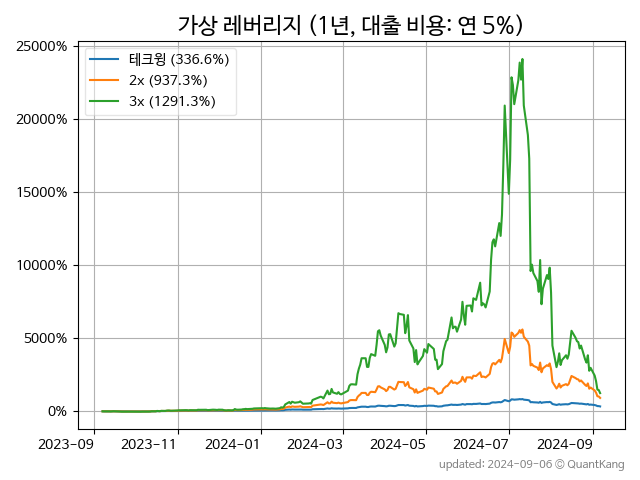 가상 레버리지 (1년, 대출 비용: 연 5%)
25000%
20000%
15000%
10000%
5000%
0%
테크윙 (336.6%)
2x (937.3%)
3x (1291.3%)
2023-09
2023-11
2024-01
2024-03
2024-05
2024-07
2024-09
updated: 2024-09-06 © QuantKang